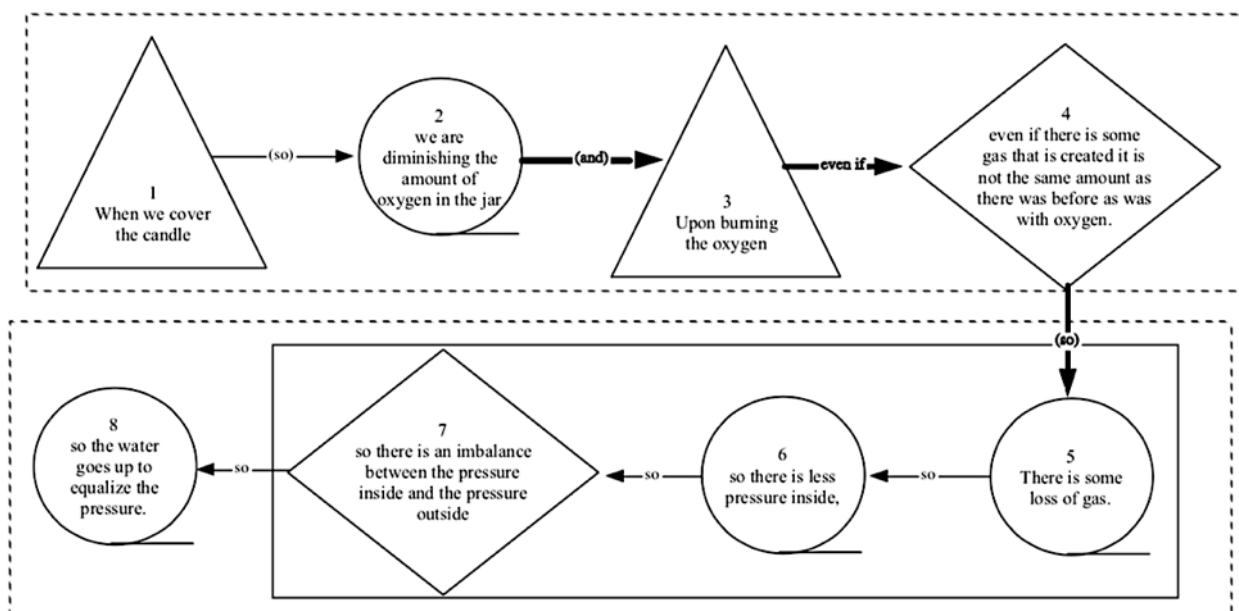 1
When we cover
the candle
(so)
2
we are
diminishing the
amount of
oxygen in the jar
(and)
3
Upon burning
the oxygen
even if
4
even if there is some
gas that is created it is
not the same amount as
there was before as was
with oxygen.
(so)
5
There is some
loss of gas.
so
6
so there is less
pressure inside,
so
7
so there is an imbalance
between the pressure
inside and the pressure
outside
so
8
so the water
goes up to
equalize the
pressure.